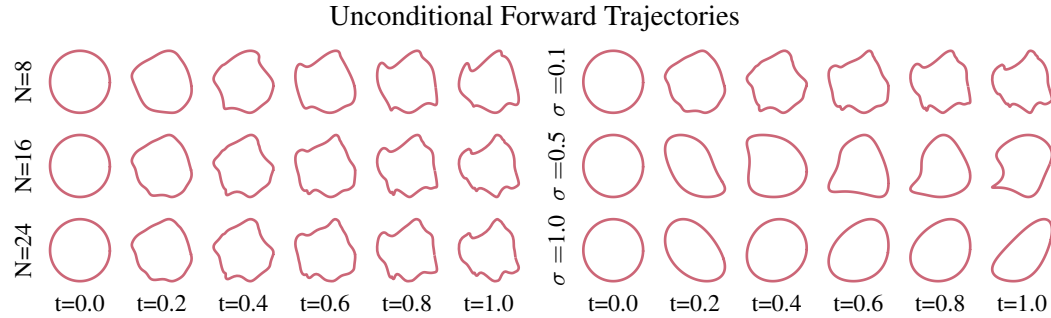 Unconditional Forward Trajectories
N=8
σ =0.1
N=16
σ =0.5
N=24
σ =1.0
t=0.0 t=0.2 t=0.4 t=0.6 t=0.8 t=1.0 t=0.0 t=0.2 t=0.4 t=0.6 t=0.8 t=1.0